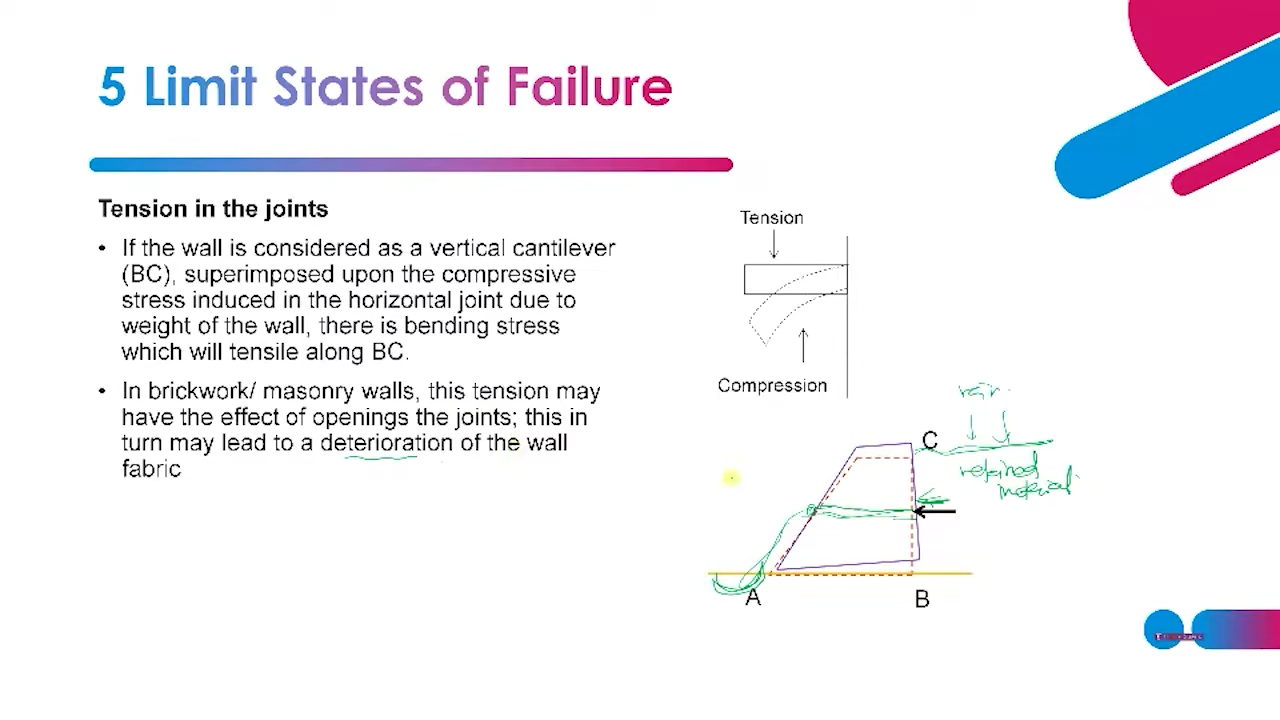 5 Limit States of Failure
Tension in the joints
• If the wall is considered as a vertical cantilever
(BC), superimposed upon the compressive
stress induced in the horizontal joint due to
weight of the wall, there is bending stress
which will tensile along BC.
• In brickwork/ masonry walls, this tension may
have the effect of openings the joints; this in
turn may lead to a deterioration of the wall
fabric
Tension
Compression
rain
C
retained
material
A
B